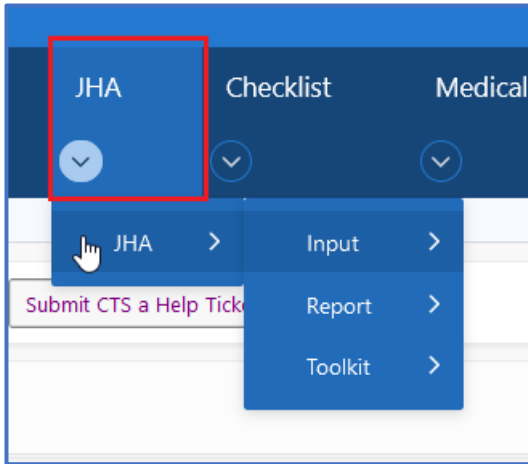 JHA
Checklist
Medical
JHA
Input
Submit CTS a Help Ticke
Report
Toolkit